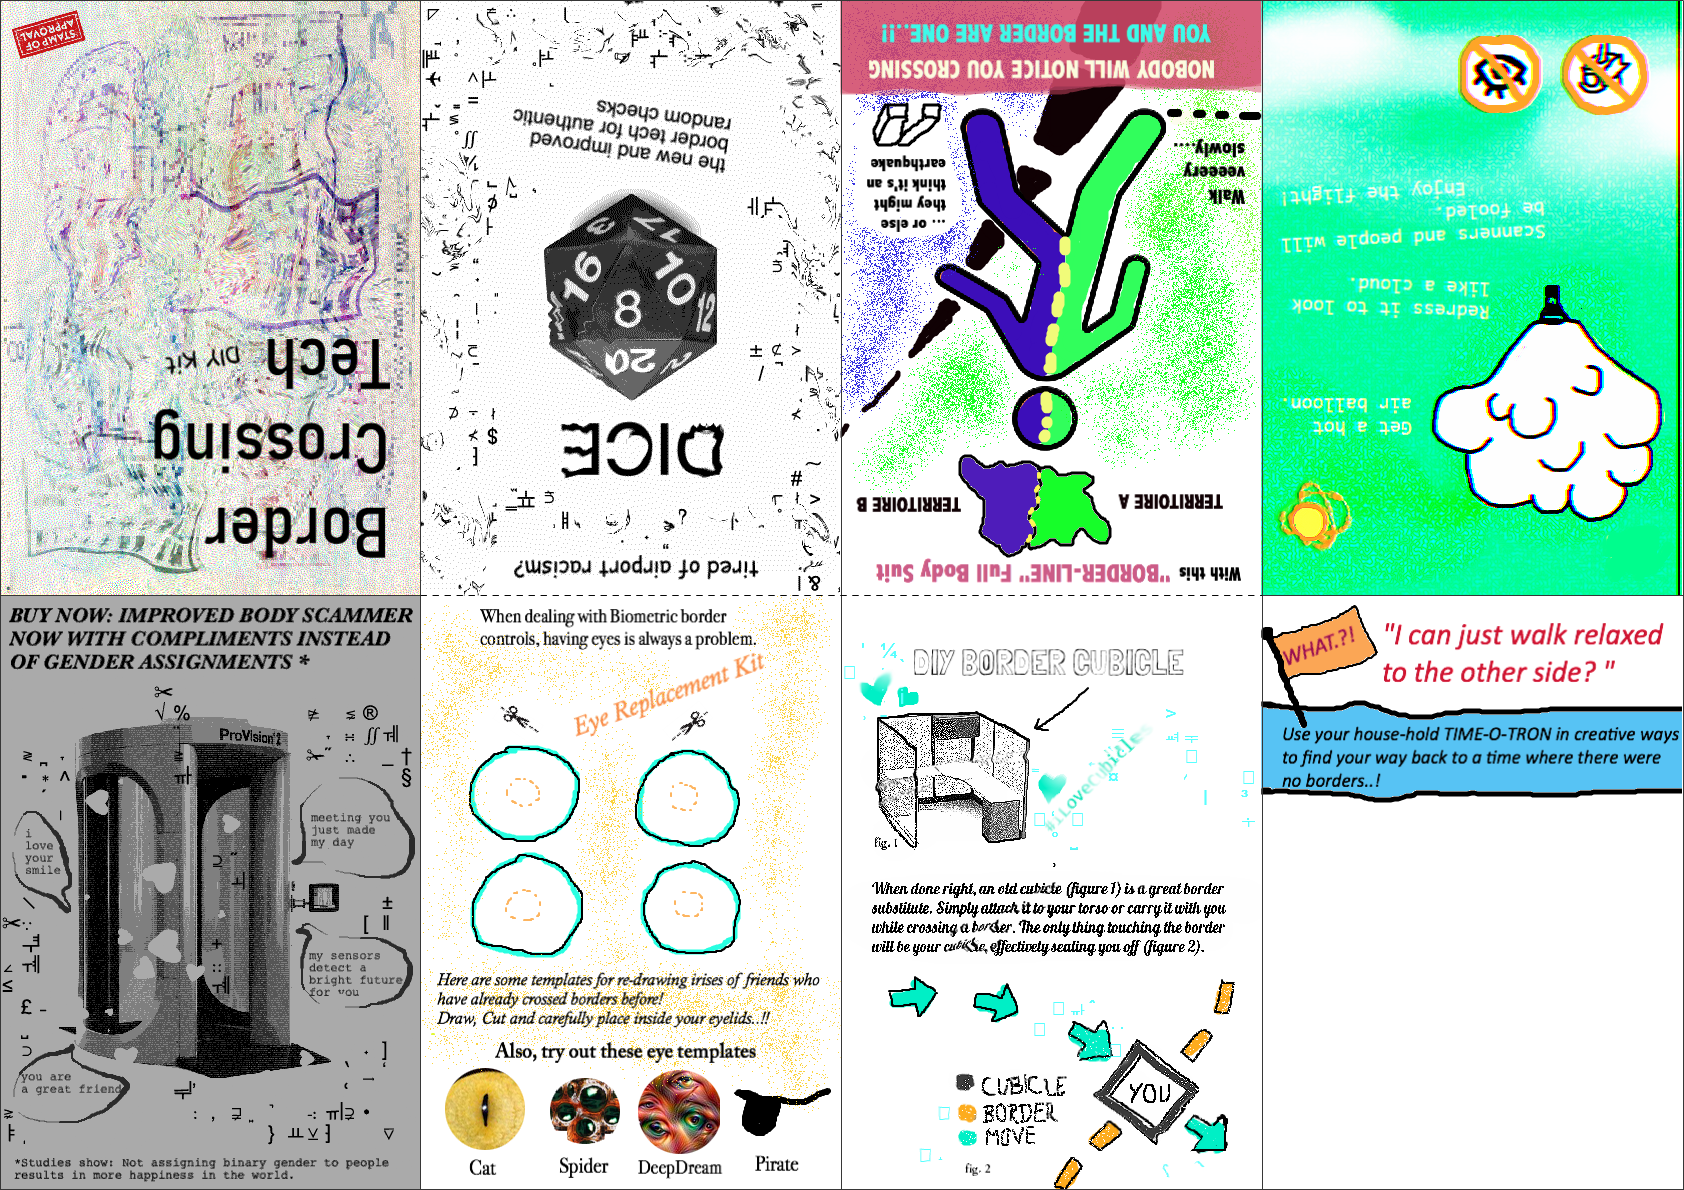 STAMP OF
APPROVAL
Border
Crossing
Tech DIY Kit
tired of airport racism?
DICE
3
17
16
10
8
12
20
2
the new and improved
border tech for authentic
random checks
With this "BORDER-LINE" Full Body Suit
TERRITOIRE A
TERRITOIRE B
Walk
veeeery
slowly....
... or else
they might
think it's an
earthquake
NOBODY WILL NOTICE YOU CROSSING
YOU AND THE BORDER ARE ONE...!!
Get a hot
air balloon.
Redress it to look
like a cloud.
Scanners and people will
be fooled.
Enjoy the flight!
BUY NOW: IMPROVED BODY SCAMMER
NOW WITH COMPLIMENTS INSTEAD
OF GENDER ASSIGNMENTS *
ProVision 2
i
love
your
smile
meeting you
just made
my day
my sensors
detect a
bright future
for you
you are
a great friend
*Studies show: Not assigning binary gender to people
results in more happiness in the world.
When dealing with Biometric border
controls, having eyes is always a problem.
Eye Replacement Kit
Here are some templates for re-drawing irises of friends who
have already crossed borders before!
Draw, Cut and carefully place inside your eyelids..!!
Also, try out these eye templates
Cat
Spider
DeepDream
Pirate
DIY BORDER CUBICLE
#iLoveCubicles
fig. 1
When done right, an old cubicle (figure 1) is a great border
substitute. Simply attach it to your torso or carry it with you
while crossing a border. The only thing touching the border
will be your cubicle, effectively sealing you off (figure 2).
CUBICLE
BORDER
MOVE
YOU
fig. 2
WHAT.?!
"I can just walk relaxed
to the other side? "
Use your house-hold TIME-O-TRON in creative ways
to find your way back to a time where there were
no borders..!